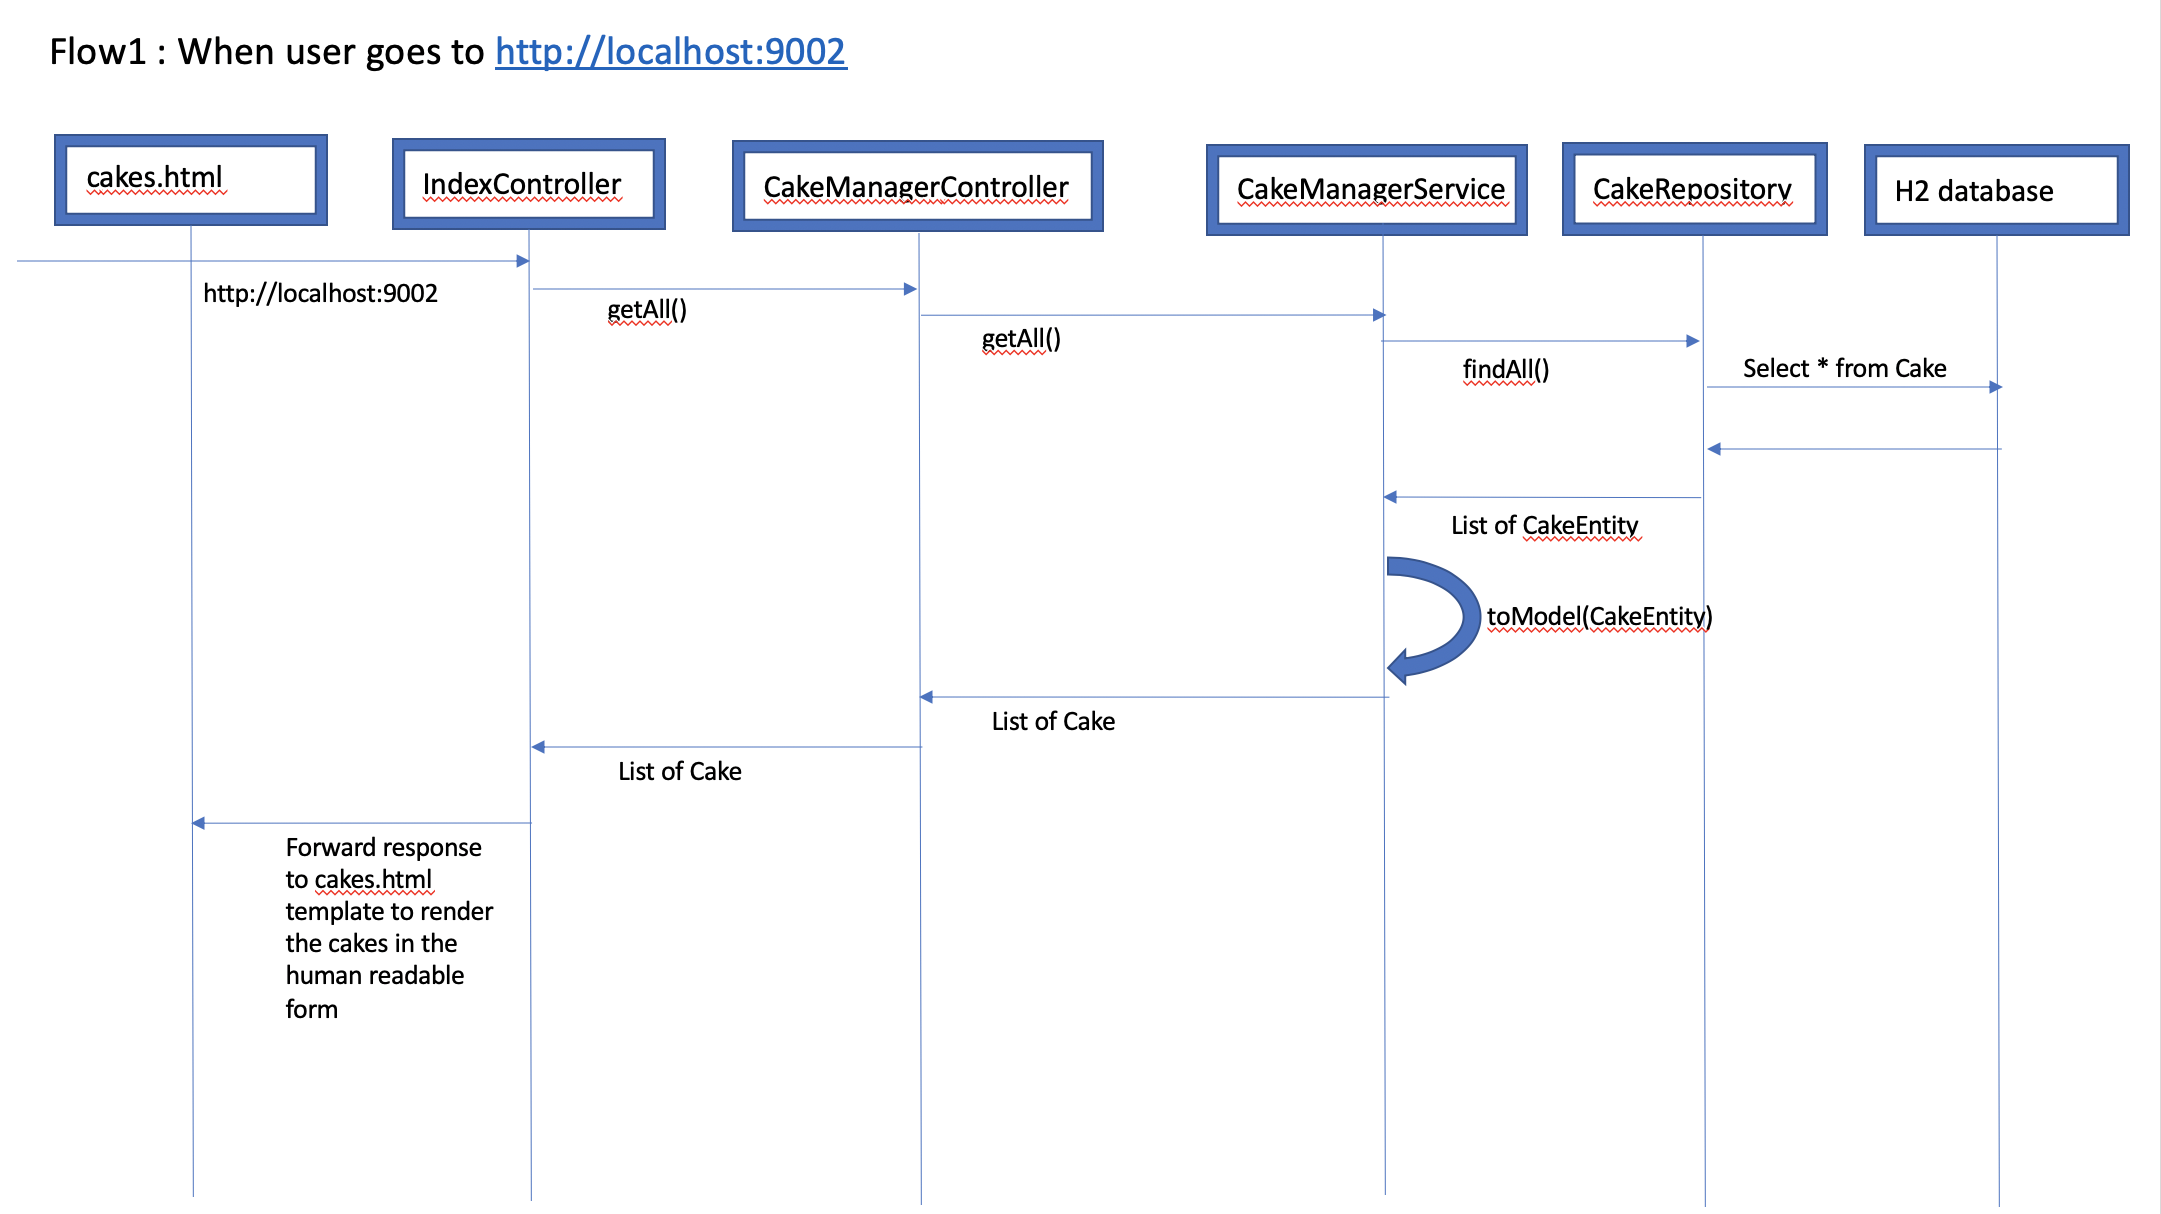 Flow1 : When user goes to http://localhost:9002
cakes.html
IndexController
CakeManagerController
CakeManagerService
CakeRepository
H2 database
http://localhost:9002
getAll()
getAll()
findAll()
Select * from Cake
List of CakeEntity
toModel(CakeEntity)
List of Cake
List of Cake
Forward response
to cakes.html
template to render
the cakes in the
human readable
form